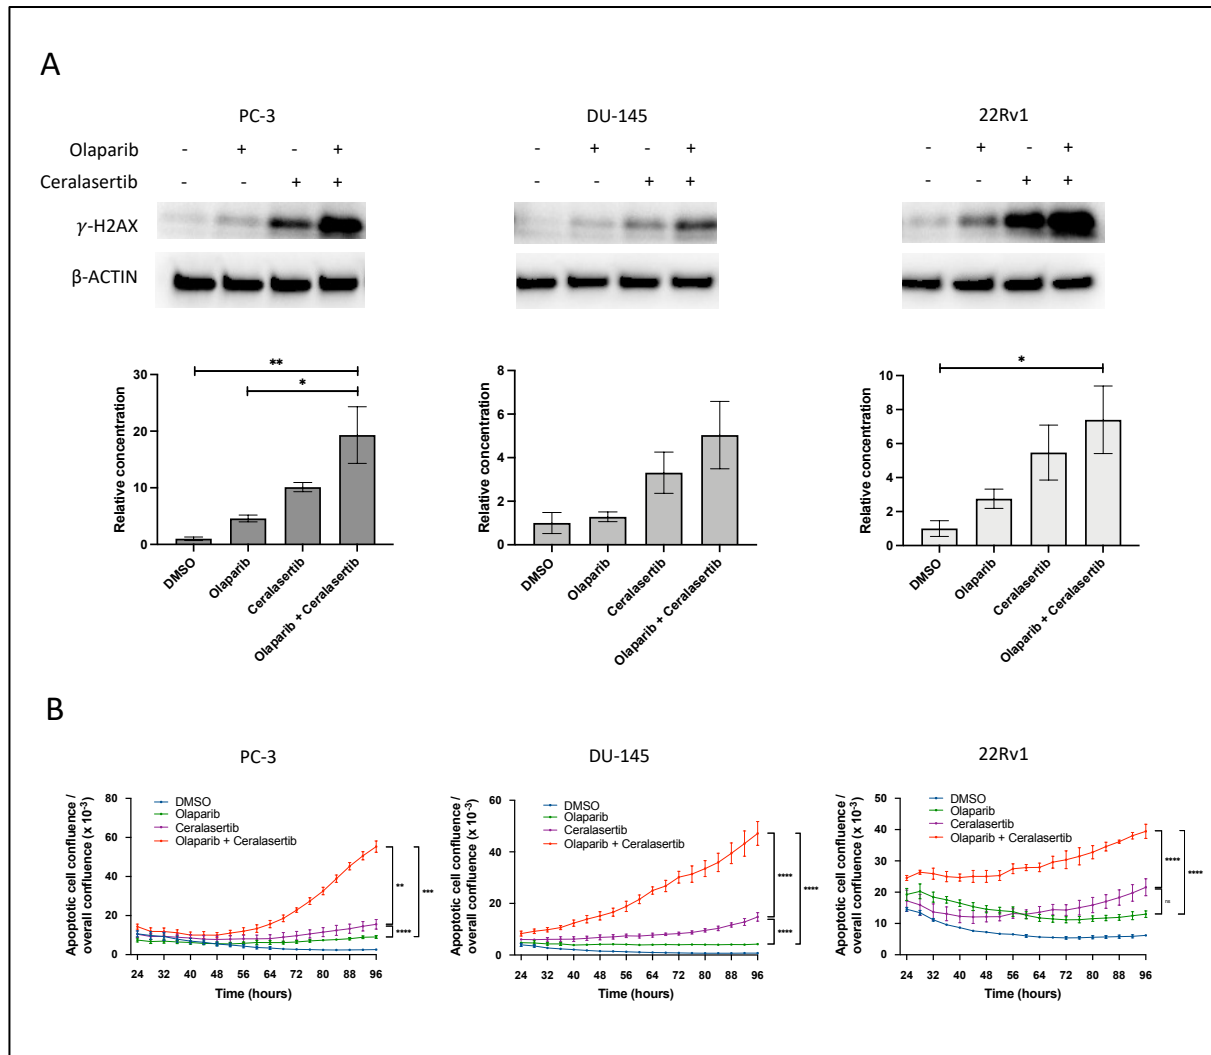 A
PC-3 DU-145 22Rv1
Olaparib - + - + - + - + - + - +
Ceralasertib - - + + - - + + - - + +
γ-H2AX
β-ACTIN
Relative concentration
30
20
10
0
**
*
DMSO
Olaparib
Ceralasertib
Olaparib + Ceralasertib
Relative concentration
8
6
4
2
0
DMSO
Olaparib
Ceralasertib
Olaparib + Ceralasertib
Relative concentration
10
8
6
4
2
0
*
DMSO
Olaparib
Ceralasertib
Olaparib + Ceralasertib
B
PC-3
Apoptotic cell confluence /
overall confluence (x 10-3)
80
60
40
20
0
DMSO
Olaparib
Ceralasertib
Olaparib + Ceralasertib
**
***
****
24 32 40 48 56 64 72 80 88 96
Time (hours)
DU-145
Apoptotic cell confluence /
overall confluence (x 10-3)
60
40
20
0
DMSO
Olaparib
Ceralasertib
Olaparib + Ceralasertib
****
****
****
24 32 40 48 56 64 72 80 88 96
Time (hours)
22Rv1
Apoptotic cell confluence /
overall confluence (x 10-3)
50
40
30
20
10
0
DMSO
Olaparib
Ceralasertib
Olaparib + Ceralasertib
****
****
ns
24 32 40 48 56 64 72 80 88 96
Time (hours)